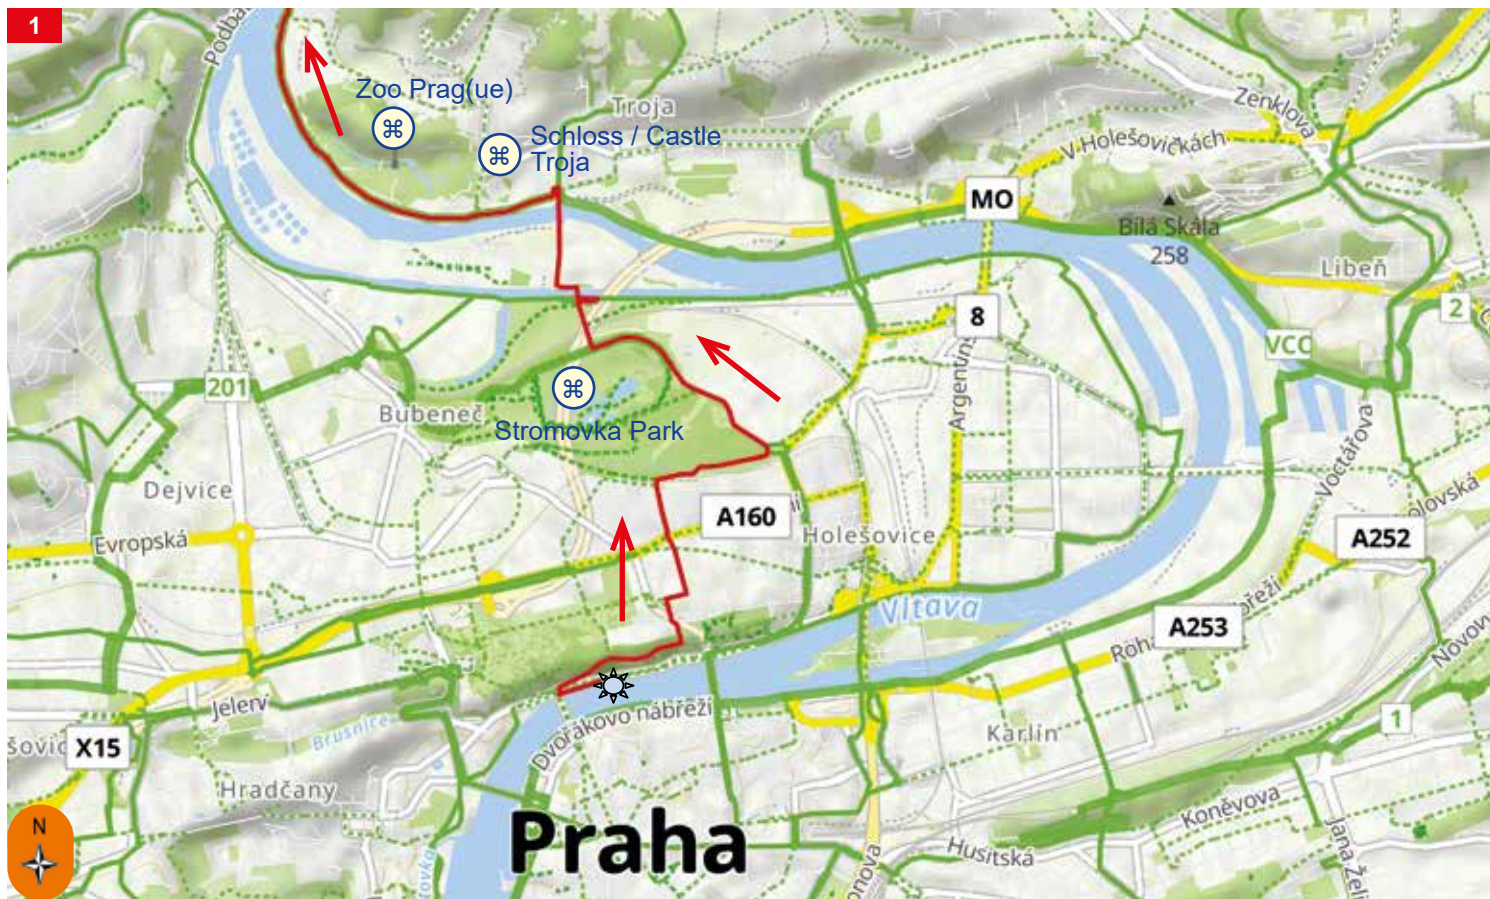 1
Zoo Prag(ue)
Troja
Schloss / Castle
Troja
Zenklova
V Holešovičkách
MO
Bílá Skála
258
Libeň
2
8
VCC
201
Bubeneč
Stromovka Park
Argentins
Voctářova
Dejvice
A160
Holešovice
Evropská
A252
Vltava
A253
Jeleny
Dvořákovo nábřeží
1
X15
Brusnice
Karlín
Hradčany
Koněvova
N
Praha
Husitská